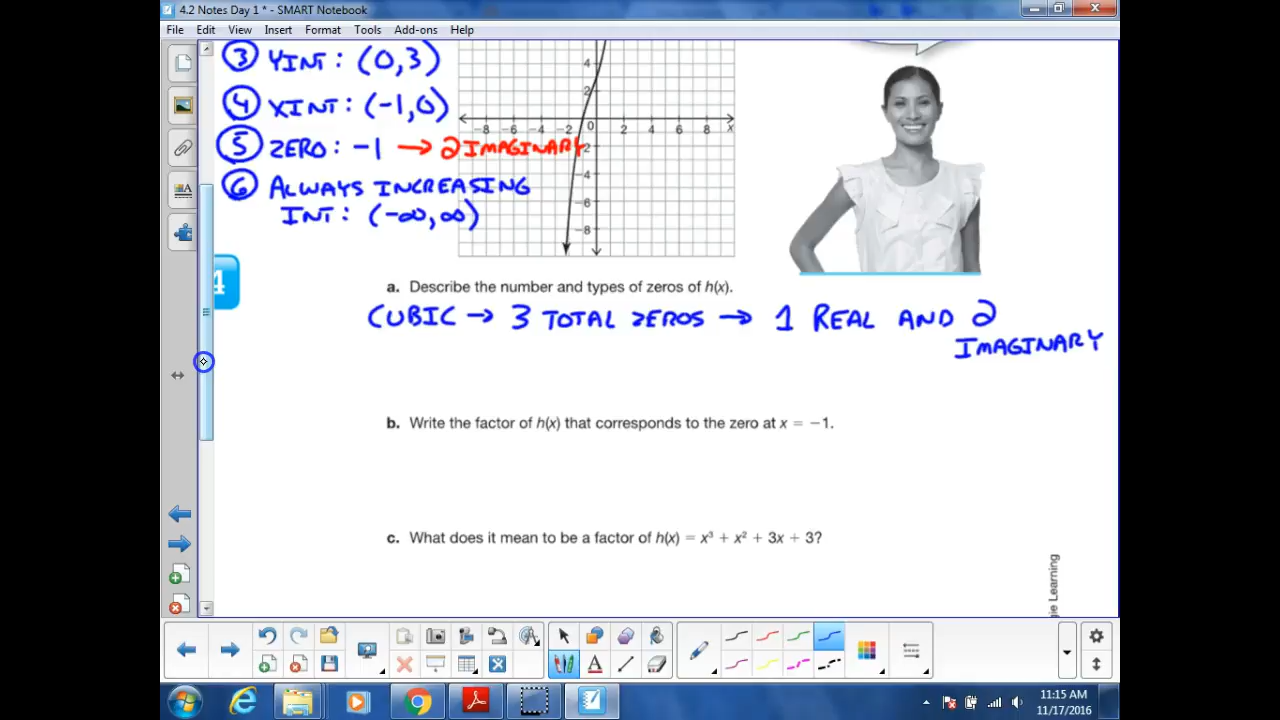 4.2 Notes Day 1 * - SMART Notebook
File Edit View Insert Format Tools Add-ons Help
③ YINT : (0,3)
④ XINT : (-1,0)
⑤ ZERO : -1 → 2 IMAGINARY
⑥ ALWAYS INCREASING
INT : (-∞,∞)
4
2
-8 -6 -4 -2 0 2 4 6 8 x
-2
-4
-6
-8
4
a. Describe the number and types of zeros of h(x).
CUBIC → 3 TOTAL ZEROS → 1 REAL AND 2
IMAGINARY
b. Write the factor of h(x) that corresponds to the zero at x = −1.
c. What does it mean to be a factor of h(x) = x³ + x² + 3x + 3?
gie Learning
11:15 AM
11/17/2016